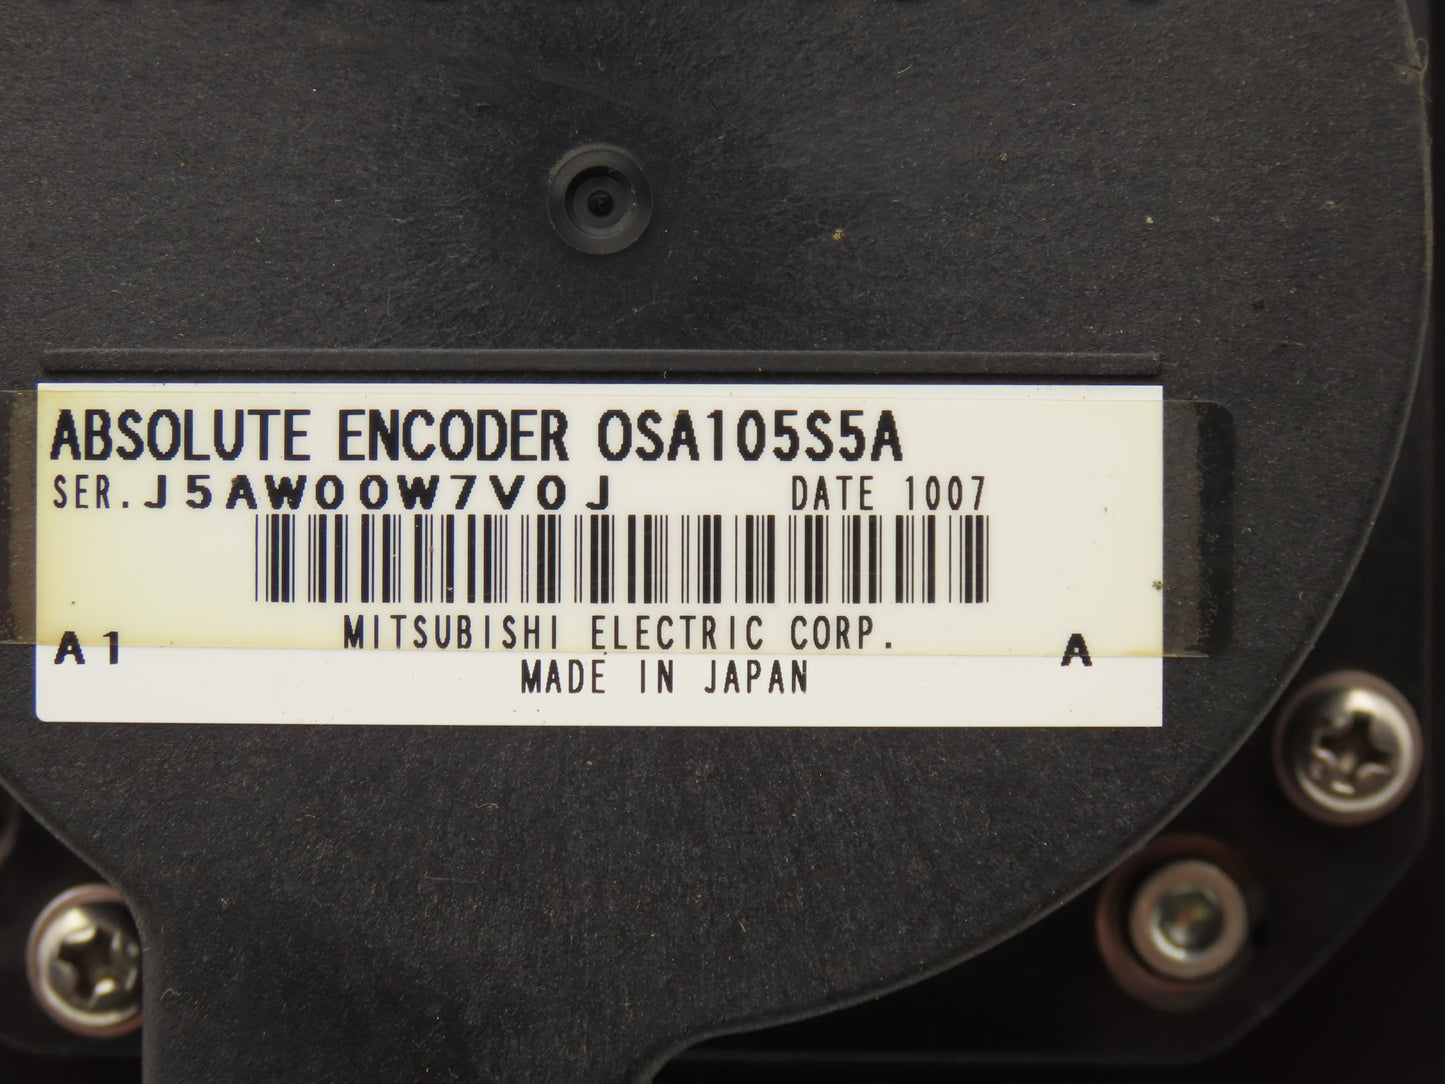 ABSOLUTE ENCODER OSA105S5A
SER. J5AW00W7V0J DATE 1007
MITSUBISHI ELECTRIC CORP.
A1 A
MADE IN JAPAN